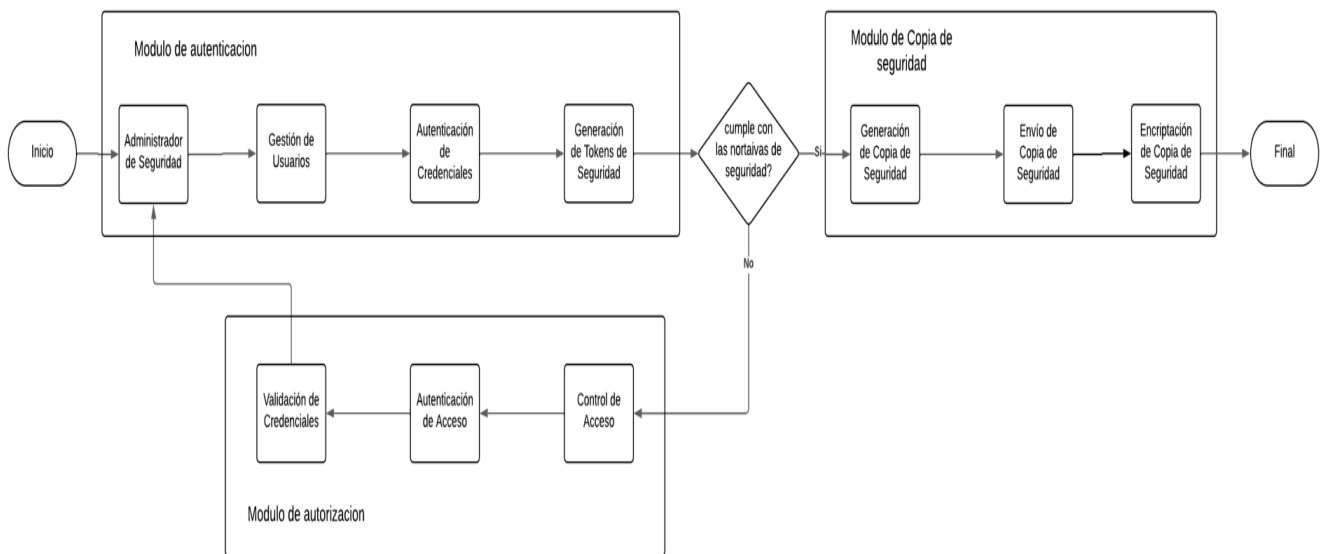 Modulo de autenticacion
Modulo de Copia de
seguridad
Inicio
Administrador
de Seguridad
Gestión de
Usuarios
Autenticación
de
Credenciales
Generación
de Tokens de
Seguridad
cumple con
las nortaivas de
seguridad?
Si
Generación
de Copia de
Seguridad
Envío de
Copia de
Seguridad
Encriptación
de Copia de
Seguridad
Final
No
Validación de
Credenciales
Autenticación
de Acceso
Control de
Acceso
Modulo de autorizacion